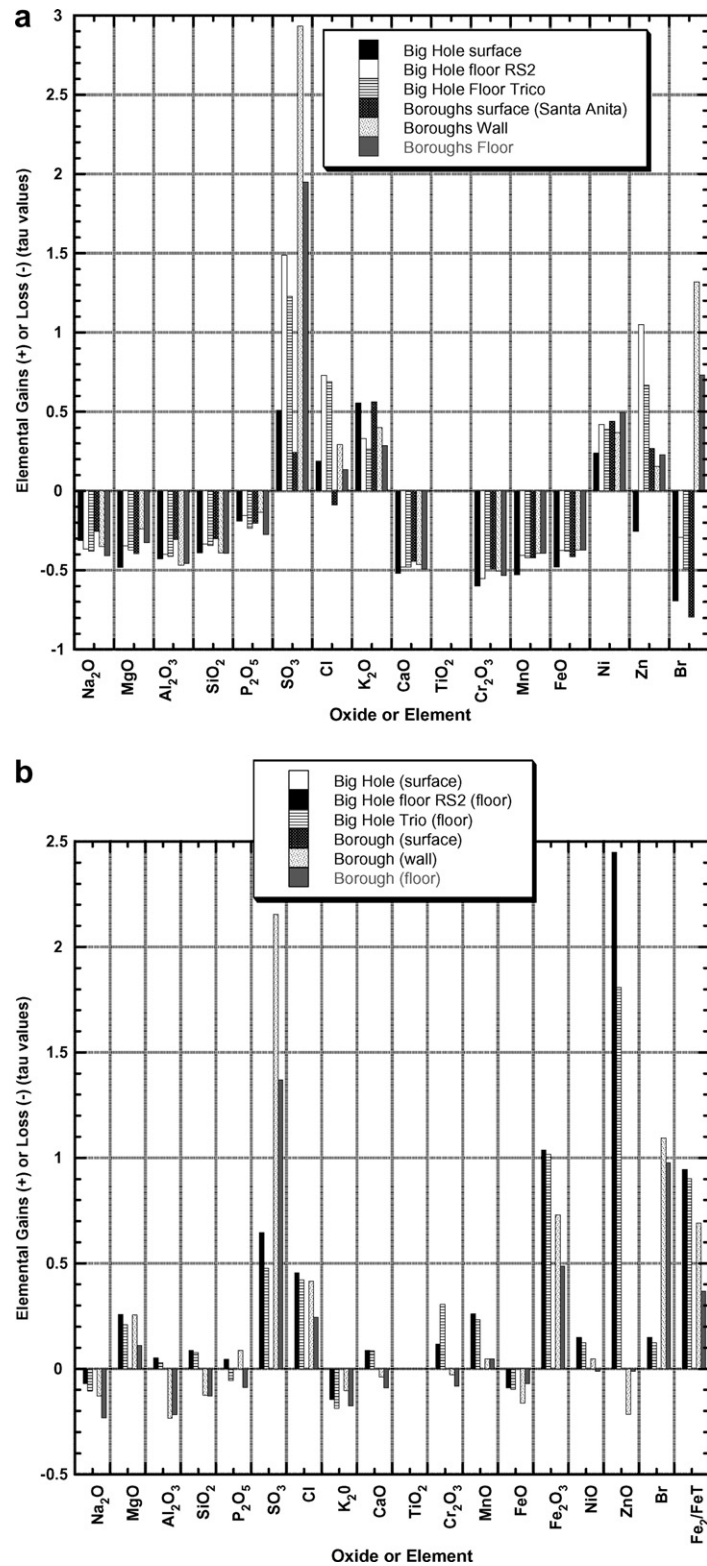 a
3
2.5
2
1.5
1
0.5
0
-0.5
-1
Elemental Gains (+) or Loss (-) (tau values)
Big Hole surface
Big Hole floor RS2
Big Hole Floor Trico
Boroughs surface (Santa Anita)
Boroughs Wall
Boroughs Floor
Na₂O
MgO
Al₂O₃
SiO₂
P₂O₅
SO₃
Cl
K₂O
CaO
TiO₂
Cr₂O₃
MnO
FeO
Ni
Zn
Br
Oxide or Element
b
Big Hole (surface)
Big Hole floor RS2 (floor)
Big Hole Trio (floor)
Borough (surface)
Borough (wall)
Borough (floor)
2.5
2
1.5
1
0.5
0
-0.5
Elemental Gains (+) or Loss (-) (tau values)
Na₂O
MgO
Al₂O₃
SiO₂
P₂O₅
SO₃
Cl
K₂0
CaO
TiO₂
Cr₂O₃
MnO
FeO
Fe₂O₃
NiO
ZnO
Br
Fe₂/FeT
Oxide or Element